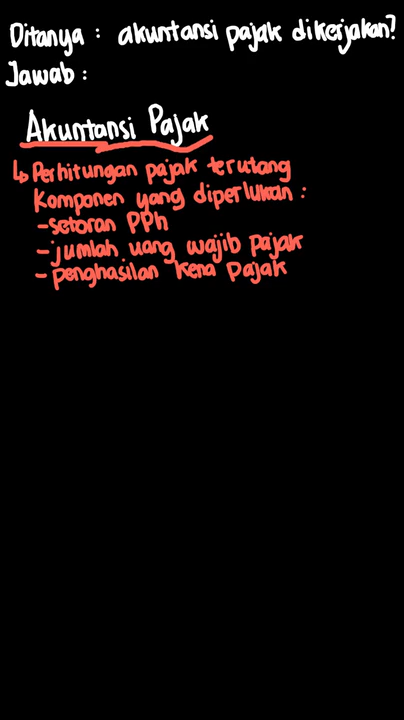 Ditanya : akuntansi pajak dikerjakan?
Jawab :
Akuntansi Pajak
↳ Perhitungan pajak terutang
Komponen yang diperlukan :
- setoran PPh
- jumlah uang wajib pajak
- penghasilan kena pajak